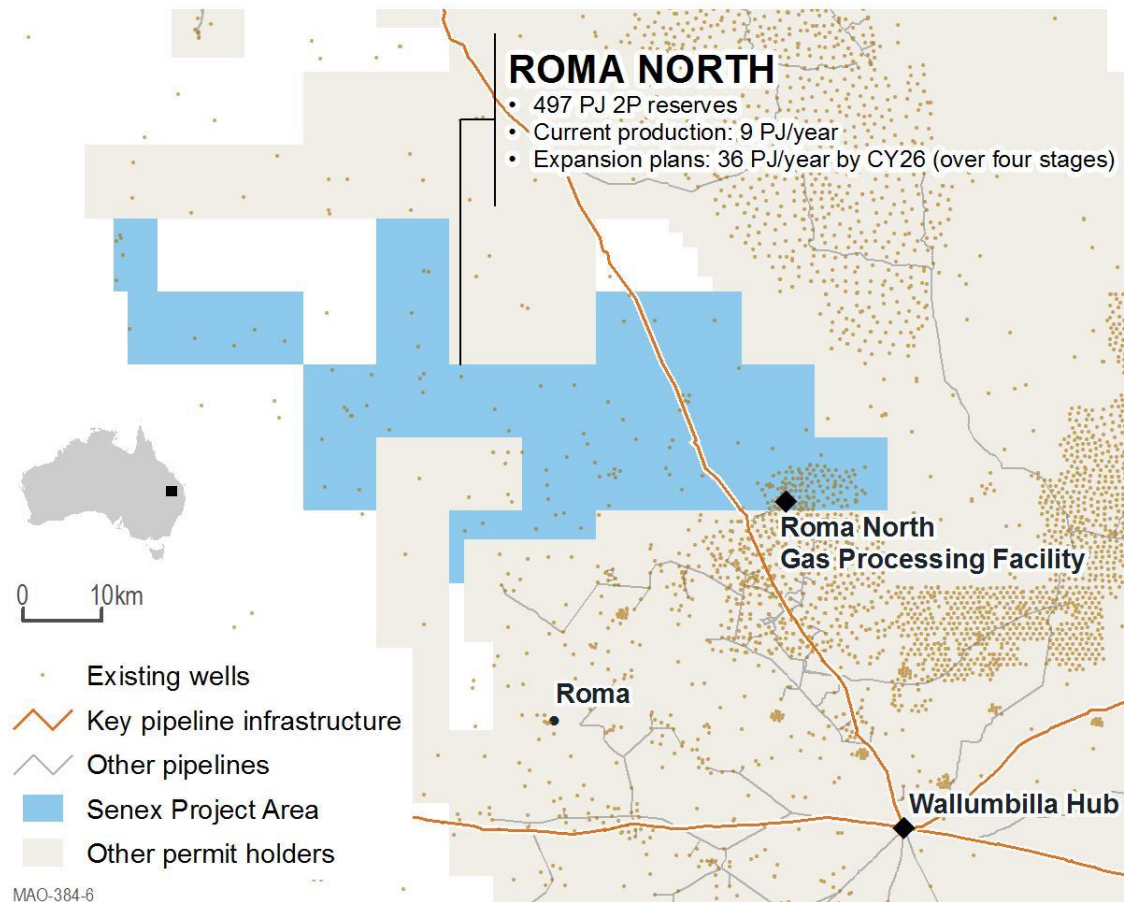 ROMA NORTH
• 497 PJ 2P reserves
• Current production: 9 PJ/year
• Expansion plans: 36 PJ/year by CY26 (over four stages)
Roma North
Gas Processing Facility
0 10km
Existing wells
Key pipeline infrastructure
Other pipelines
Senex Project Area
Other permit holders
Roma
Wallumbilla Hub
MAO-384-6